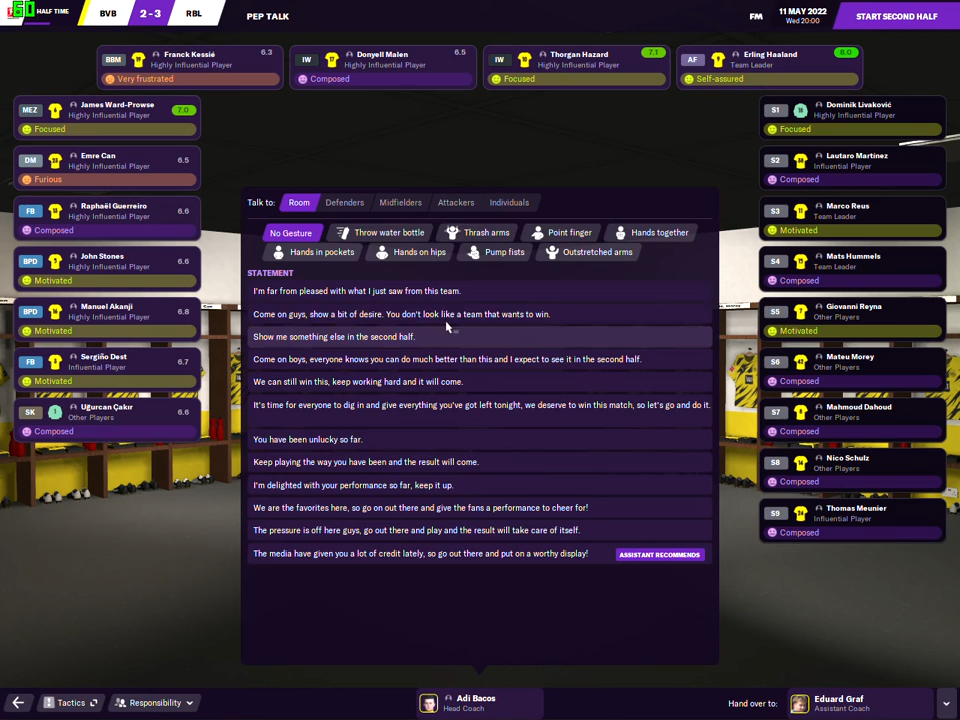 60
HALF TIME
BVB
2 - 3
RBL
PEP TALK
FM
11 MAY 2022
Wed 20:00
START SECOND HALF
BBM
Franck Kessié
Highly Influential Player
6.3
Very frustrated
IW
Donyell Malen
Highly Influential Player
6.5
Composed
IW
Thorgan Hazard
Highly Influential Player
7.1
Focused
AF
Erling Haaland
Team Leader
8.0
Self-assured
MEZ
James Ward-Prowse
Highly Influential Player
7.0
Focused
DM
Emre Can
Highly Influential Player
6.5
Furious
FB
Raphaël Guerreiro
Highly Influential Player
6.6
Composed
BPD
John Stones
Highly Influential Player
6.6
Motivated
BPD
Manuel Akanji
Highly Influential Player
6.8
Motivated
FB
Sergiño Dest
Influential Player
6.7
Motivated
SK
Uğurcan Çakır
Other Players
6.6
Composed
Talk to:
Room
Defenders
Midfielders
Attackers
Individuals
No Gesture
Throw water bottle
Thrash arms
Point finger
Hands together
Hands in pockets
Hands on hips
Pump fists
Outstretched arms
STATEMENT
I'm far from pleased with what I just saw from this team.
Come on guys, show a bit of desire. You don't look like a team that wants to win.
Show me something else in the second half.
Come on boys, everyone knows you can do much better than this and I expect to see it in the second half.
We can still win this, keep working hard and it will come.
It's time for everyone to dig in and give everything you've got left tonight, we deserve to win this match, so let's go and do it.
You have been unlucky so far.
Keep playing the way you have been and the result will come.
I'm delighted with your performance so far, keep it up.
We are the favorites here, so go on out there and give the fans a performance to cheer for!
The pressure is off here guys, go out there and play and the result will take care of itself.
The media have given you a lot of credit lately, so go out there and put on a worthy display!
ASSISTANT RECOMMENDS
S1
Dominik Livaković
Highly Influential Player
Focused
S2
Lautaro Martínez
Highly Influential Player
Composed
S3
Marco Reus
Team Leader
Motivated
S4
Mats Hummels
Team Leader
Composed
S5
Giovanni Reyna
Other Players
Motivated
S6
Mateu Morey
Other Players
Composed
S7
Mahmoud Dahoud
Other Players
Composed
S8
Nico Schulz
Other Players
Composed
S9
Thomas Meunier
Influential Player
Composed
Tactics
Responsibility
Adi Bacos
Head Coach
Hand over to:
Eduard Graf
Assistant Coach